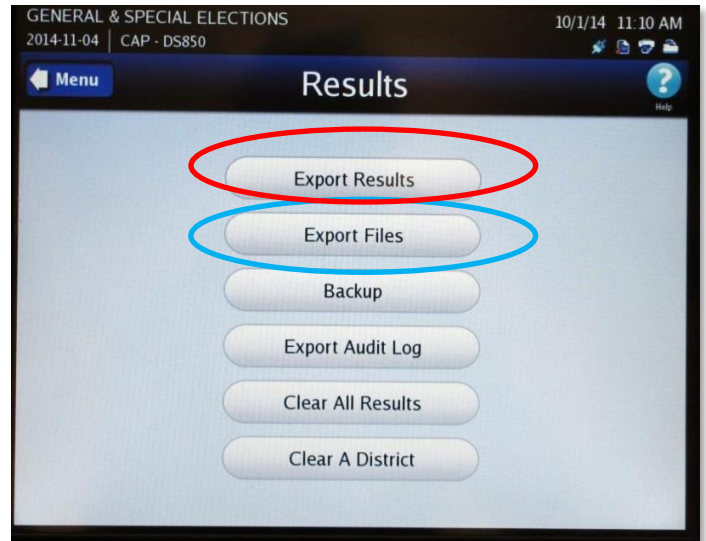 GENERAL & SPECIAL ELECTIONS
10/1/14 11:10 AM
2014-11-04 | CAP - DS850
Menu
Results
Help
Export Results
Export Files
Backup
Export Audit Log
Clear All Results
Clear A District